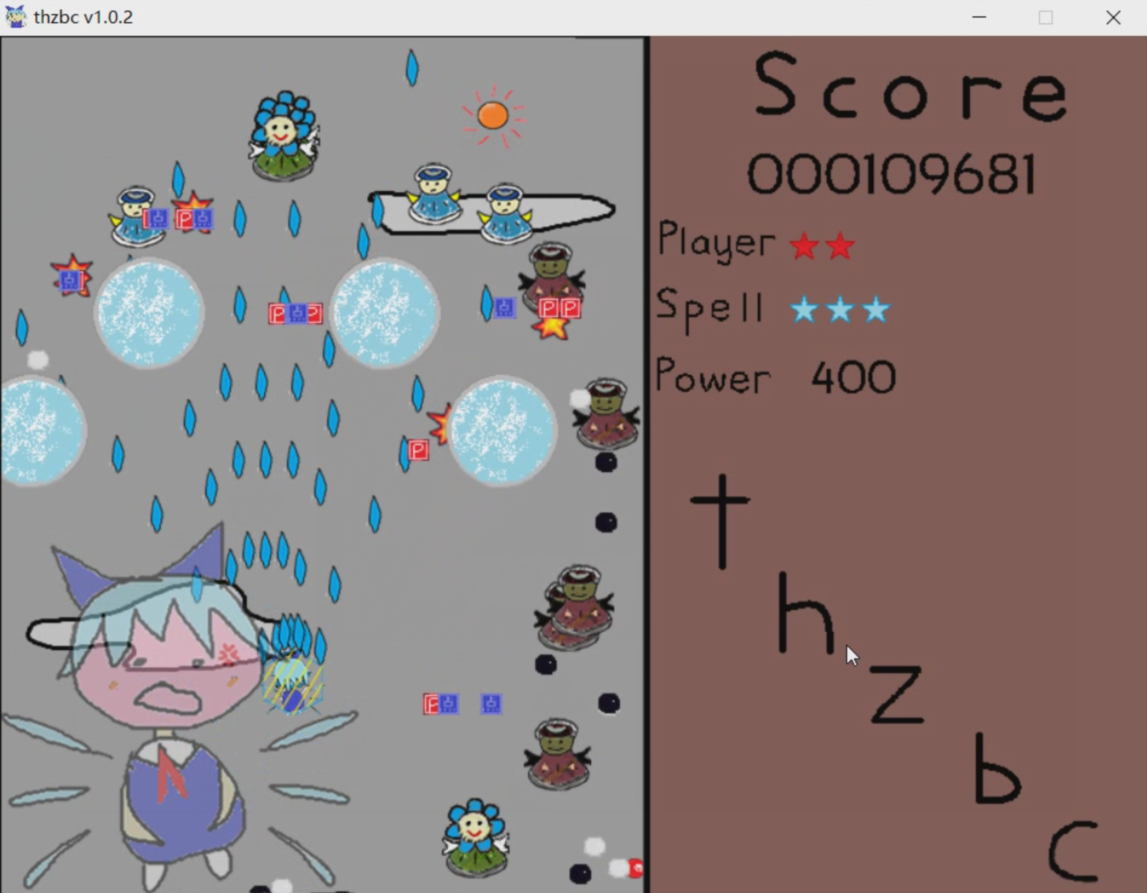 thzbc v1.0.2
Score
000109681
Player ★★
Spell ★★★
Power 400
t
h
z
b
c
P
P
P
P P
P
P